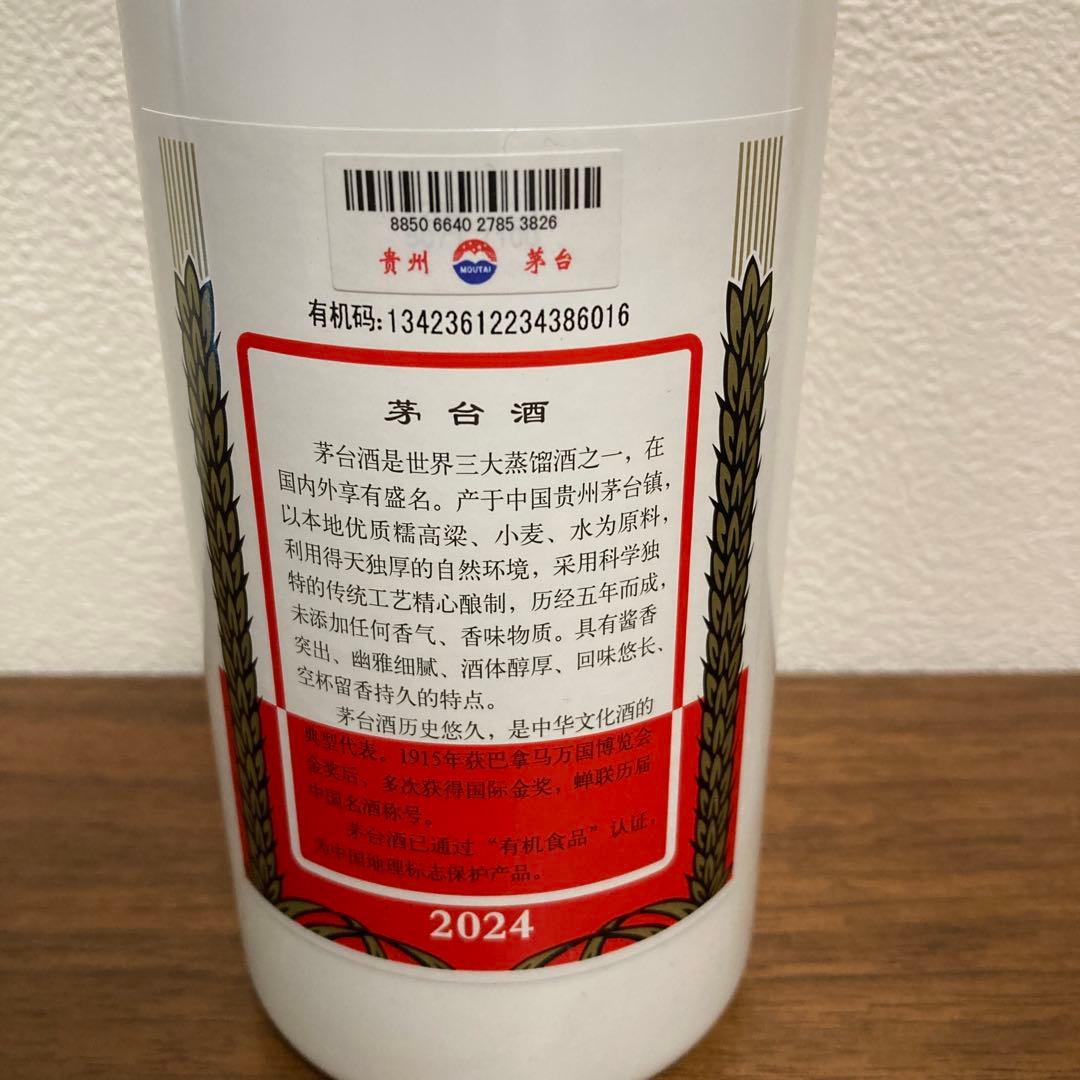 8850 6640 2785 3826
贵州 MOUTAI 茅台
有机码:13423612234386016
茅台酒
茅台酒是世界三大蒸馏酒之一，在
国内外享有盛名。产于中国贵州茅台镇，
以本地优质糯高粱、小麦、水为原料，
利用得天独厚的自然环境，采用科学独
特的传统工艺精心酿制，历经五年而成，
未添加任何香气、香味物质。具有酱香
突出、幽雅细腻、酒体醇厚、回味悠长、
空杯留香持久的特点。
茅台酒历史悠久，是中华文化酒的
典型代表。1915年获巴拿马万国博览会
金奖后，多次获得国际金奖，蝉联历届
中国名酒称号。
茅台酒已通过“有机食品”认证，
为中国地理标志保护产品。
2024